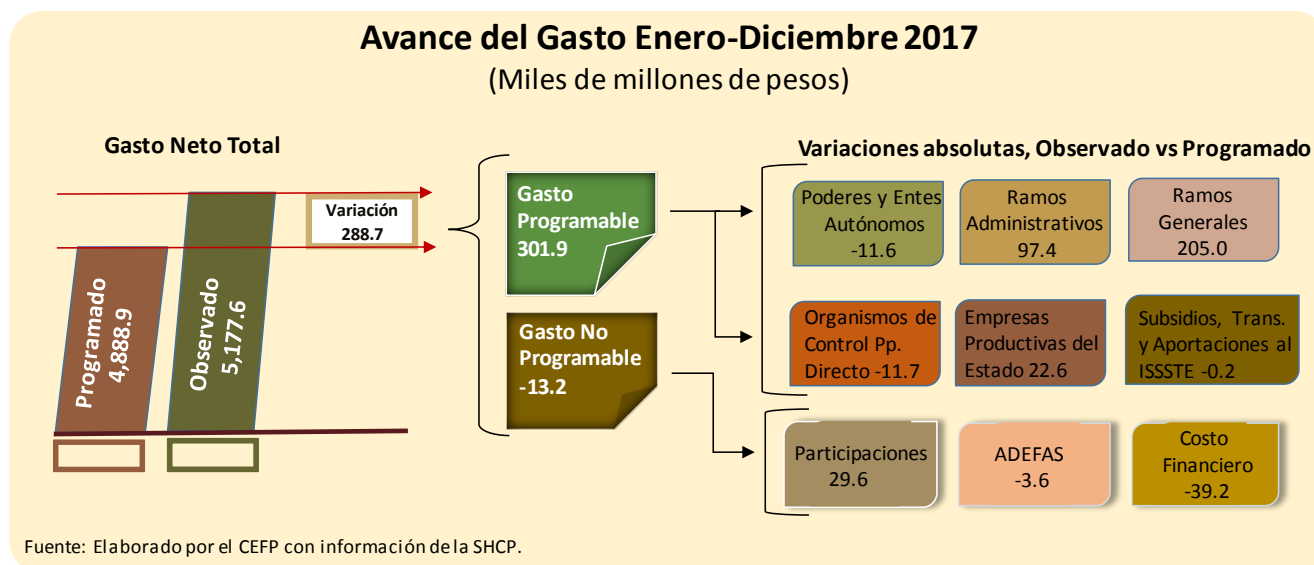 Avance del Gasto Enero-Diciembre 2017
(Miles de millones de pesos)
Gasto Neto Total
Programado
4,888.9
Observado
5,177.6
Variación
288.7
Gasto
Programable
301.9
Gasto No
Programable
-13.2
Variaciones absolutas, Observado vs Programado
Poderes y Entes
Autónomos
-11.6
Ramos
Administrativos
97.4
Ramos
Generales
205.0
Organismos de
Control Pp.
Directo -11.7
Empresas
Productivas del
Estado 22.6
Subsidios, Trans.
y Aportaciones al
ISSSTE -0.2
Participaciones
29.6
ADEFAS
-3.6
Costo
Financiero
-39.2
Fuente: Elaborado por el CEFP con información de la SHCP.